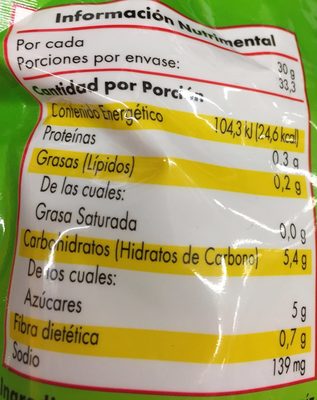 Información Nutrimental
Por cada 30 g
Porciones por envase: 33,3
Cantidad por Porción
Contenido Energético 104,3 kJ (24,6 kcal)
Proteínas 0,3 g
Grasas (Lípidos) 0,2 g
De las cuales:
Grasa Saturada 0,0 g
Carbohidratos (Hidratos de Carbono) 5,4 g
De los cuales:
Azúcares 5 g
Fibra dietética 0,7 g
Sodio 139 mg